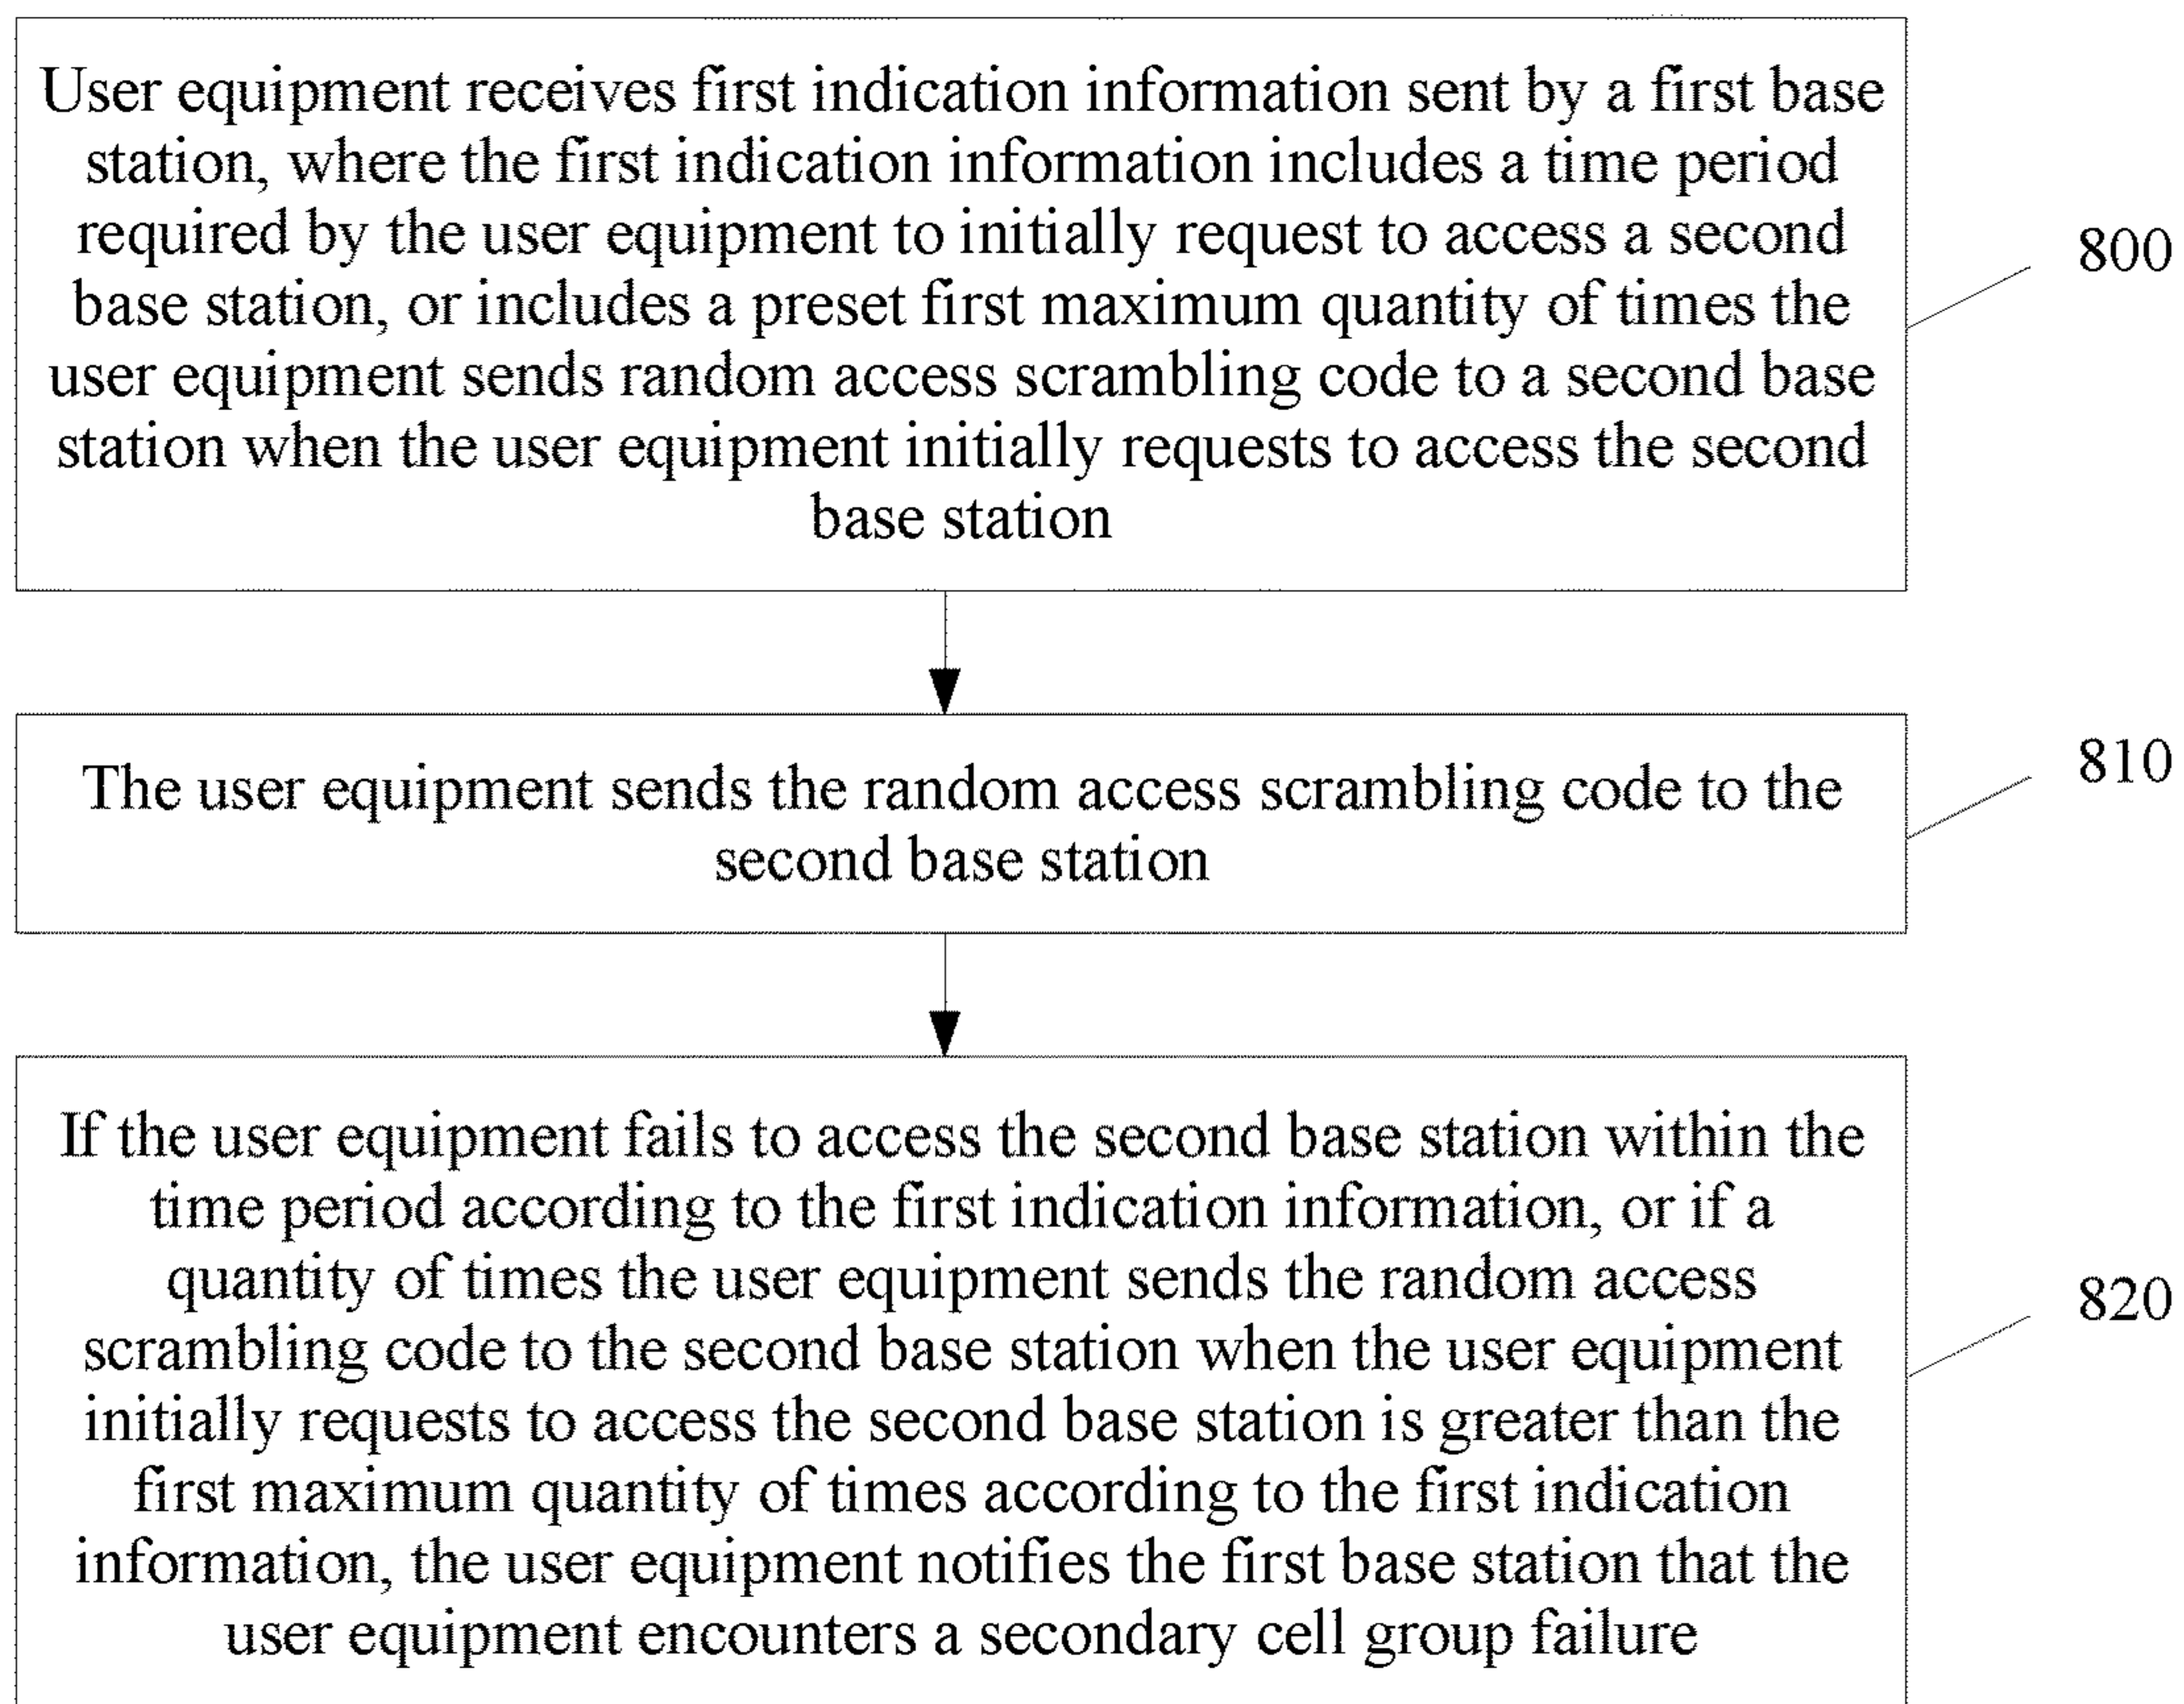 User equipment receives first indication information sent by a first base
station, where the first indication information includes a time period
required by the user equipment to initially request to access a second
base station, or includes a preset first maximum quantity of times the
user equipment sends random access scrambling code to a second base
station when the user equipment initially requests to access the second
base station
800
The user equipment sends the random access scrambling code to the
second base station
810
If the user equipment fails to access the second base station within the
time period according to the first indication information, or if a
quantity of times the user equipment sends the random access
scrambling code to the second base station when the user equipment
initially requests to access the second base station is greater than the
first maximum quantity of times according to the first indication
information, the user equipment notifies the first base station that the
user equipment encounters a secondary cell group failure
820